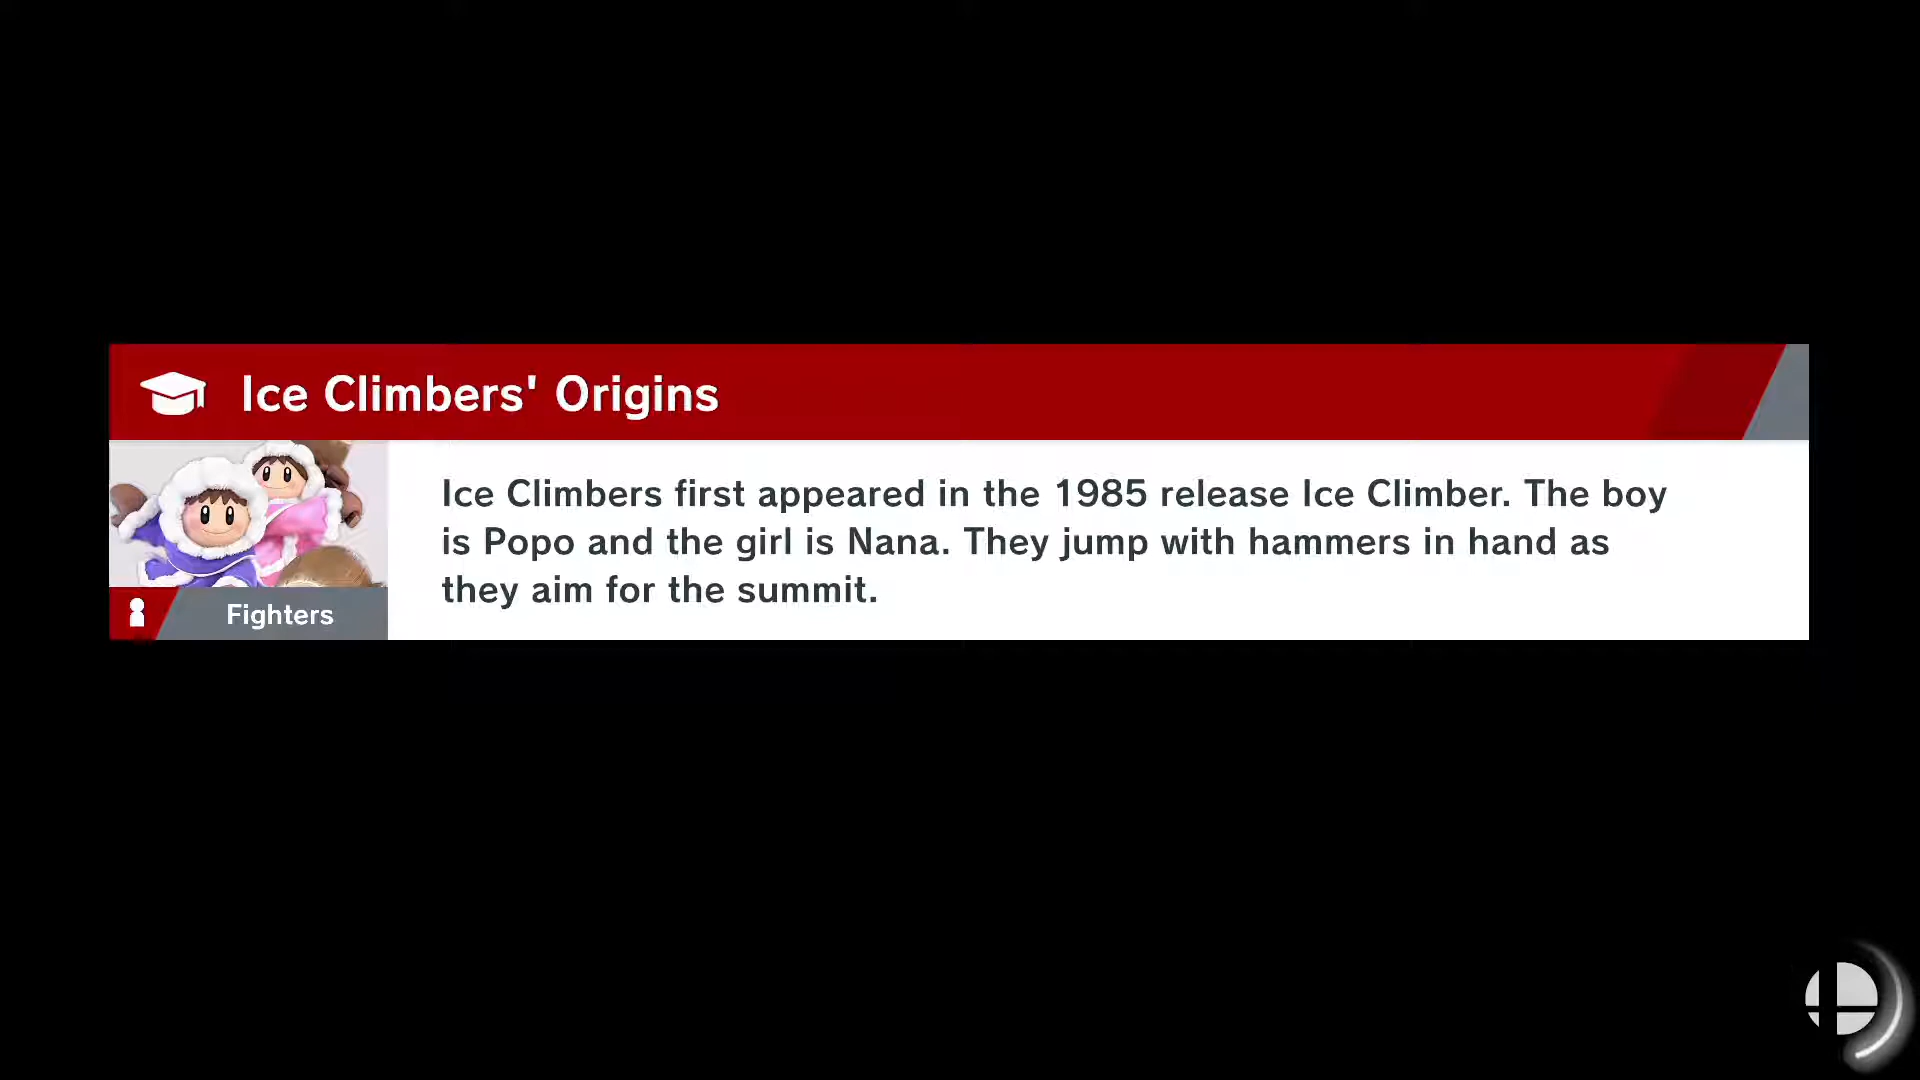 Ice Climbers' Origins
Ice Climbers first appeared in the 1985 release Ice Climber. The boy
is Popo and the girl is Nana. They jump with hammers in hand as
they aim for the summit.
Fighters